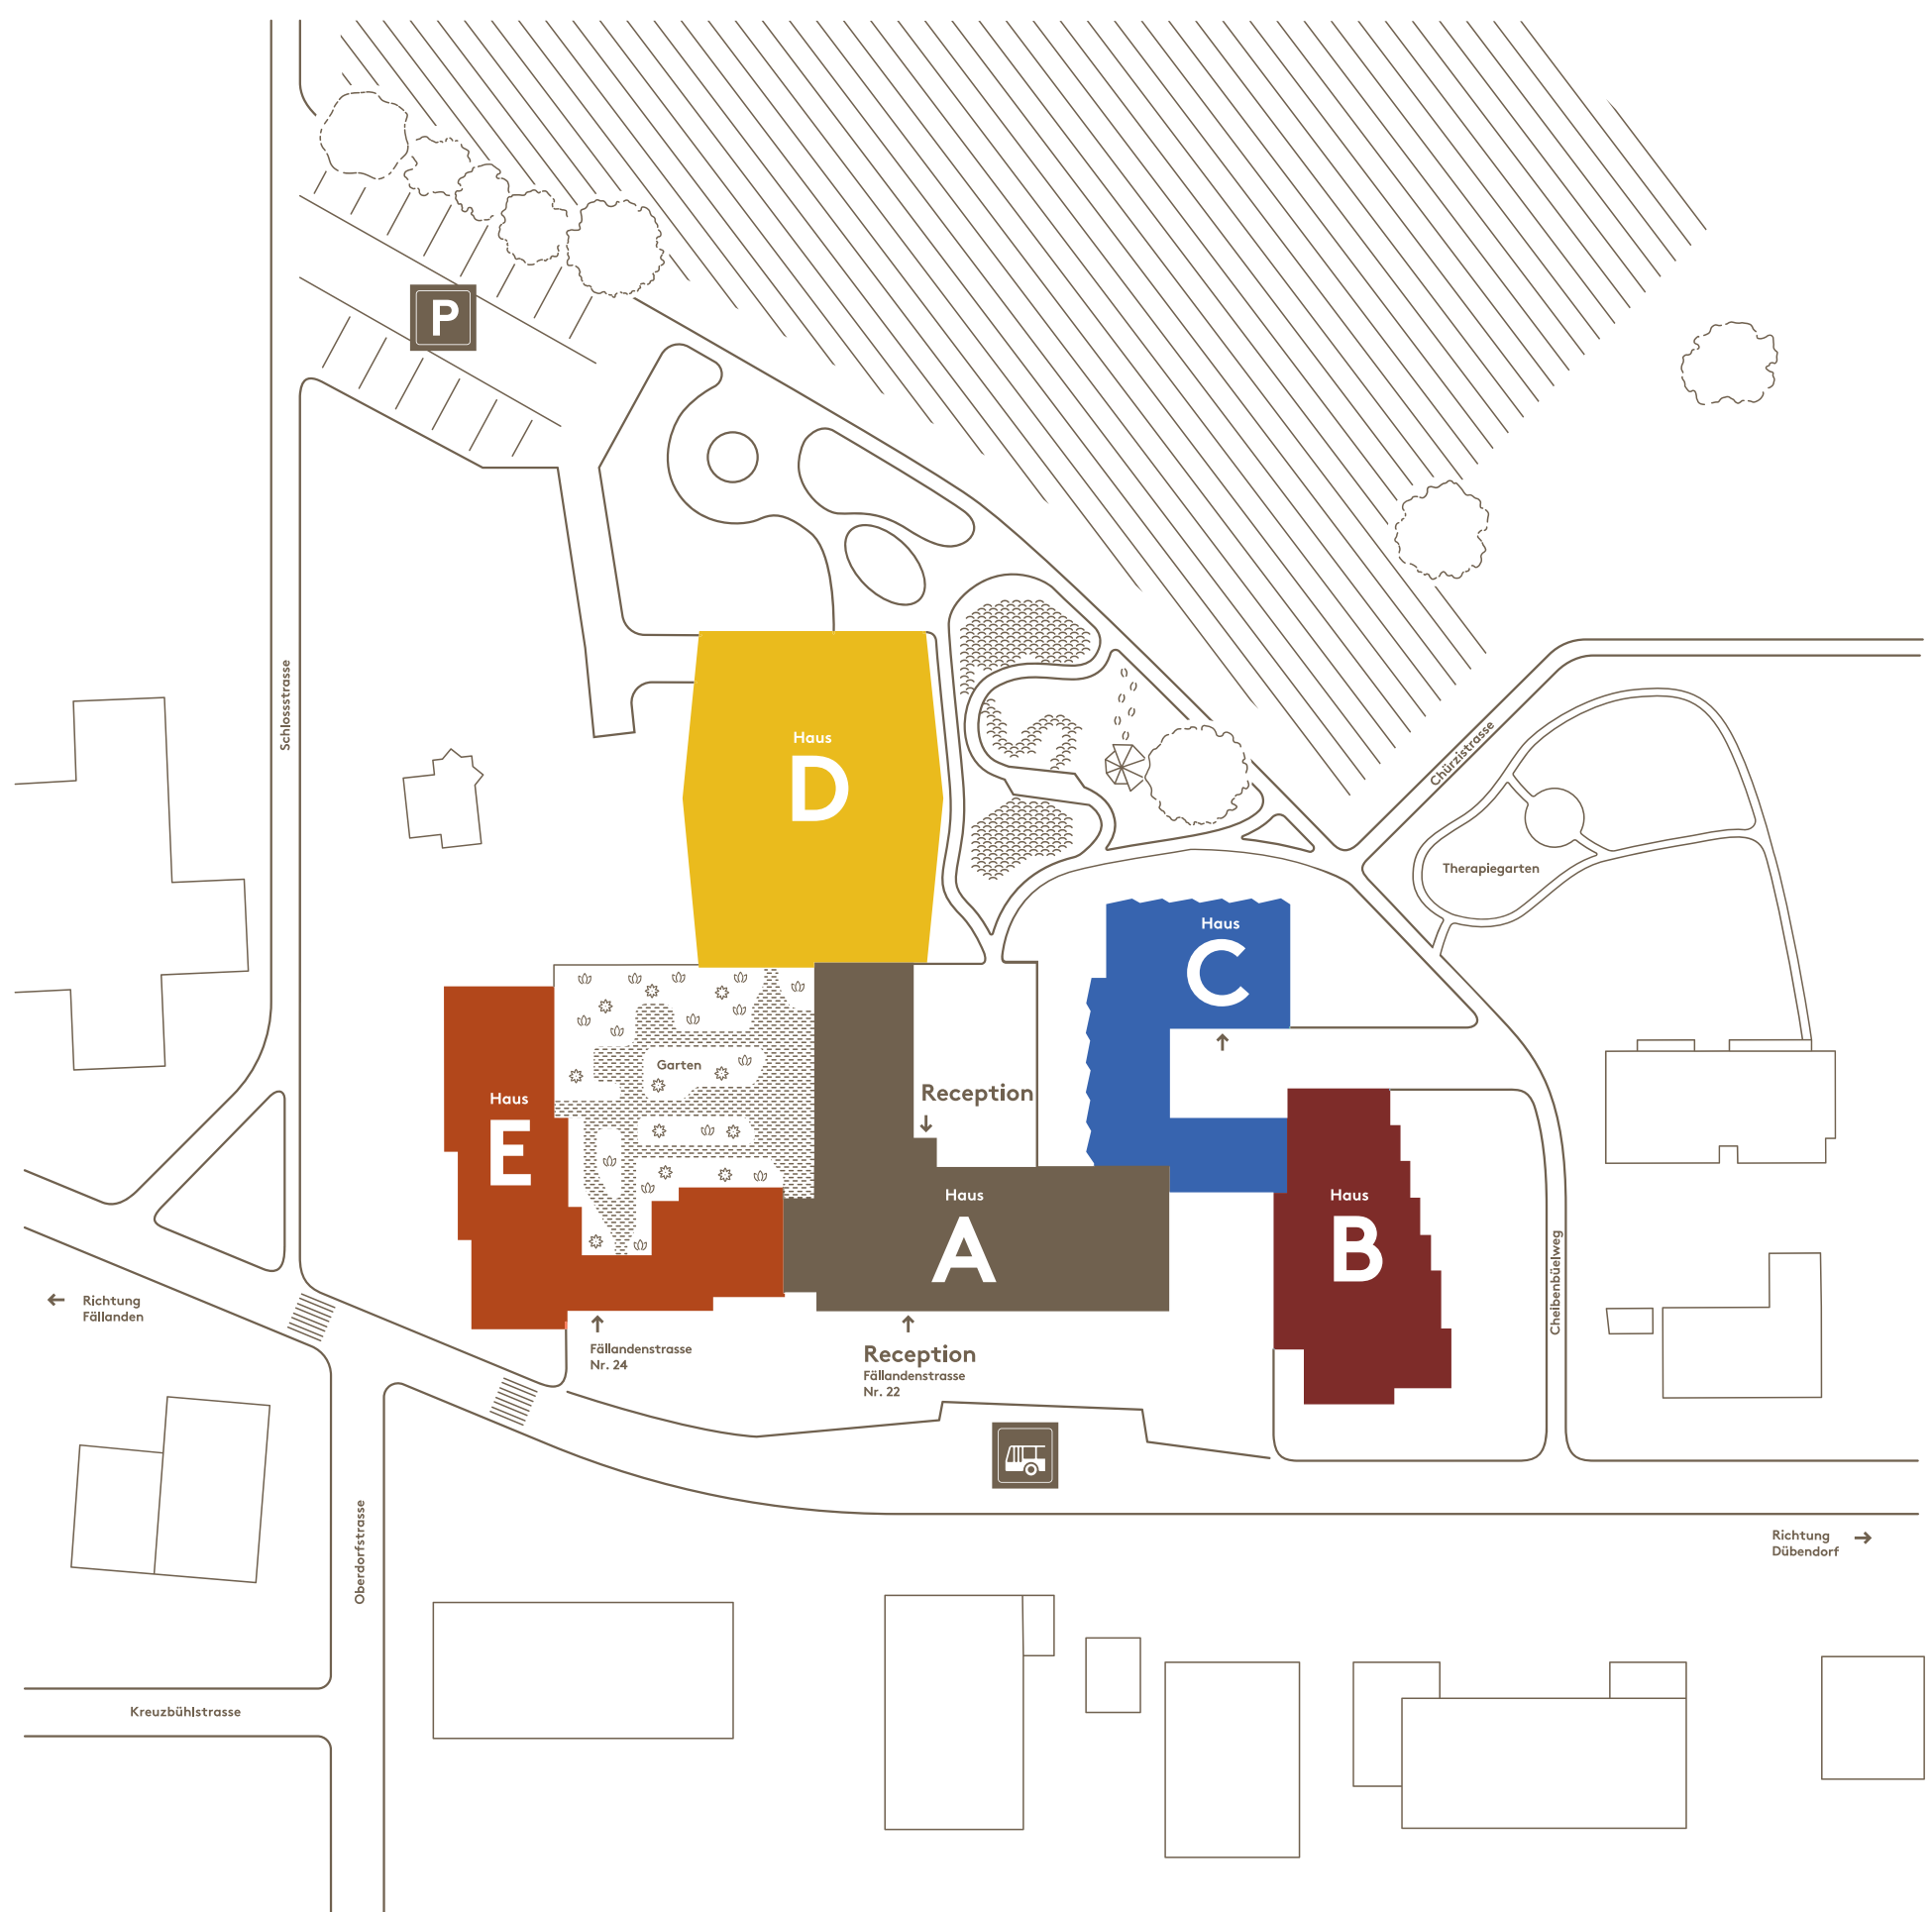 P
Schlossstrasse
Haus
D
Chürzistrasse
Therapiegarten
Haus
C
Garten
Reception
Haus
E
Haus
A
Haus
B
Cheibenbüelweg
Richtung
Fällanden
Fällandenstrasse
Nr. 24
Reception
Fällandenstrasse
Nr. 22
Oberdorfstrasse
Richtung
Dübendorf
Kreuzbühlstrasse